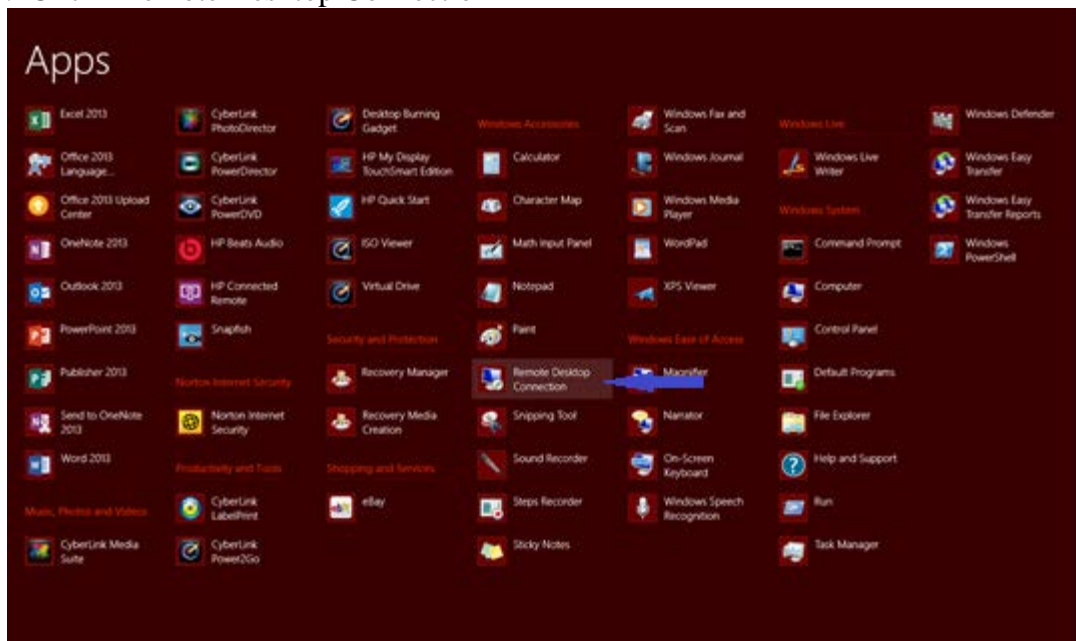 Apps
Excel 2013
Office 2013
Language...
Office 2013 Upload
Center
OneNote 2013
Outlook 2013
PowerPoint 2013
Publisher 2013
Send to OneNote
2013
Word 2013
Music, Photos and Videos
CyberLink Media
Suite
CyberLink
PhotoDirector
CyberLink
PowerDirector
CyberLink
PowerDVD
HP Beats Audio
HP Connected
Remote
Snapfish
Norton Internet Security
Norton Internet
Security
Productivity and Tools
CyberLink
LabelPrint
CyberLink
Power2Go
Desktop Burning
Gadget
HP My Display
TouchSmart Edition
HP Quick Start
ISO Viewer
Virtual Drive
Security and Protection
Recovery Manager
Recovery Media
Creation
Shopping and Services
eBay
Windows Accessories
Calculator
Character Map
Math Input Panel
Notepad
Paint
Remote Desktop
Connection
Snipping Tool
Sound Recorder
Steps Recorder
Sticky Notes
Windows Fax and
Scan
Windows Journal
Windows Media
Player
WordPad
XPS Viewer
Windows Ease of Access
Magnifier
Narrator
On-Screen
Keyboard
Windows Speech
Recognition
Windows Live
Windows Live
Writer
Windows System
Command Prompt
Computer
Control Panel
Default Programs
File Explorer
Help and Support
Run
Task Manager
Windows Defender
Windows Easy
Transfer
Windows Easy
Transfer Reports
Windows
PowerShell